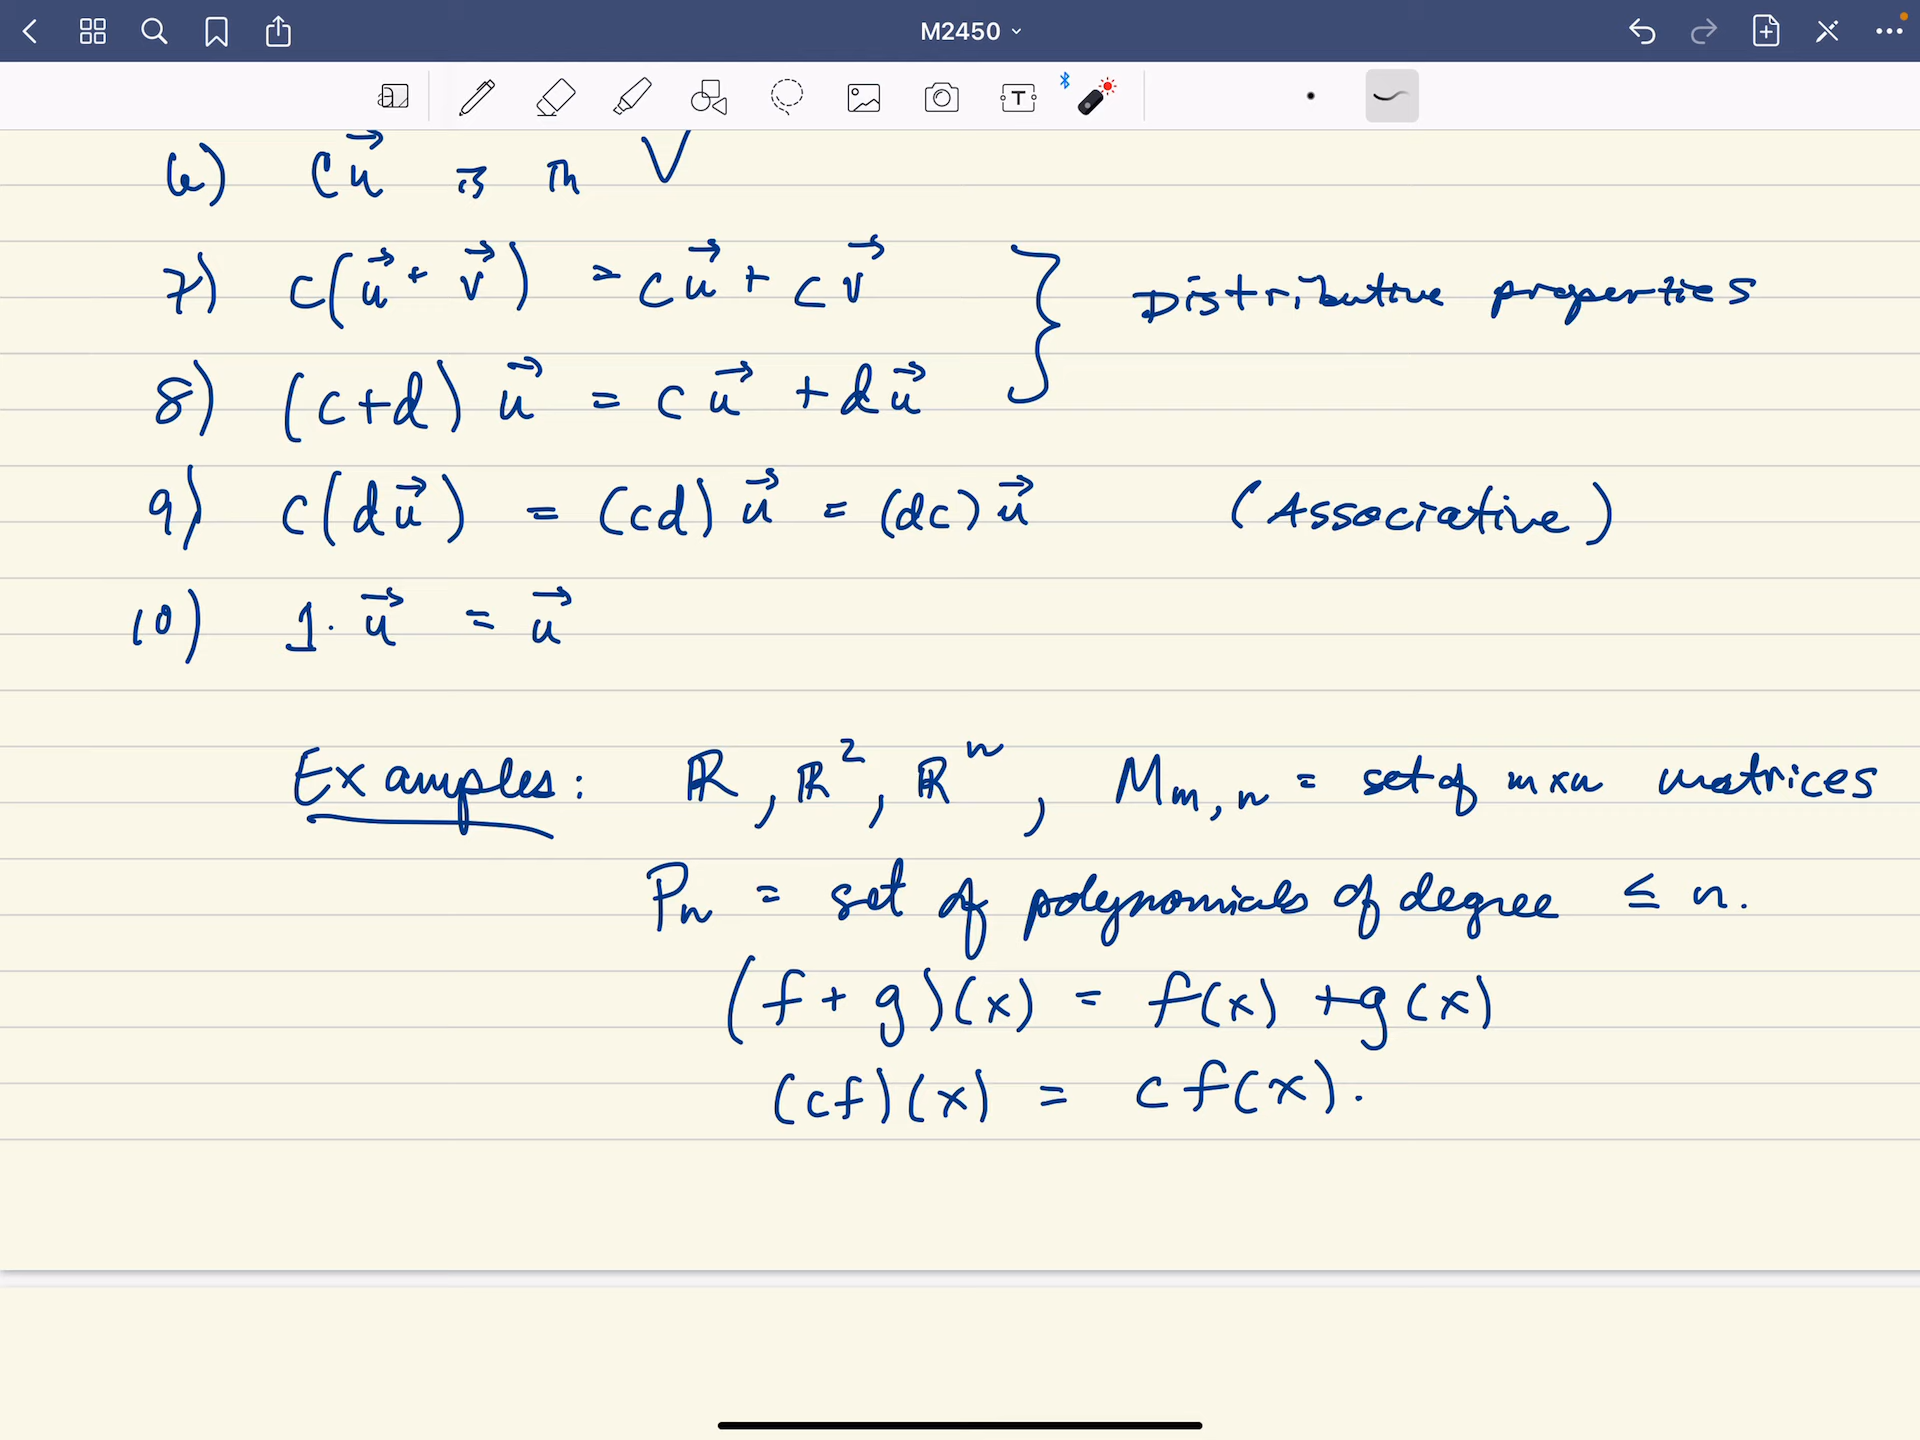 M2450
6) cu⃗ is in V
7) c(u⃗ + v⃗) = cu⃗ + cv⃗ } Distributive properties
8) (c+d) u⃗ = cu⃗ + du⃗
9) c(du⃗) = (cd) u⃗ = (dc) u⃗ (Associative)
10) 1. u⃗ = u⃗
Examples: ℝ, ℝ², ℝⁿ, Mm,n = set of mxn matrices
Pn = set of polynomials of degree ≤ n.
(f + g)(x) = f(x) + g(x)
(cf)(x) = c f(x).